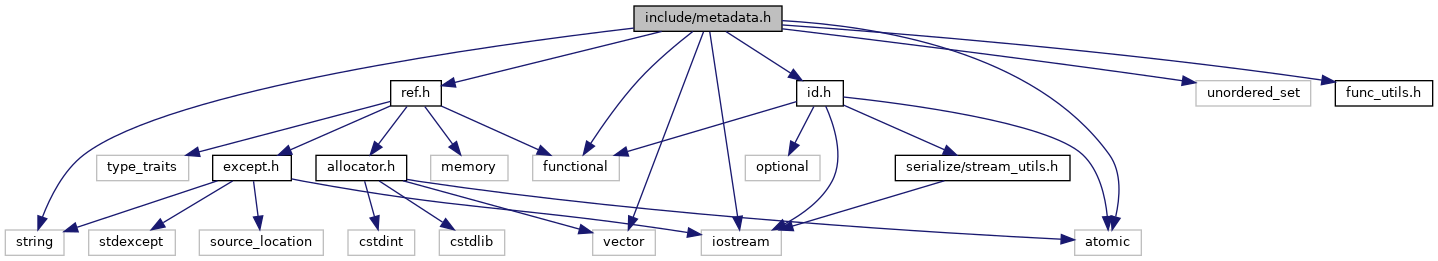 include/metadata.h
ref.h
id.h
unordered_set
func_utils.h
type_traits
except.h
allocator.h
memory
functional
optional
serialize/stream_utils.h
string
stdexcept
source_location
cstdint
cstdlib
vector
iostream
atomic